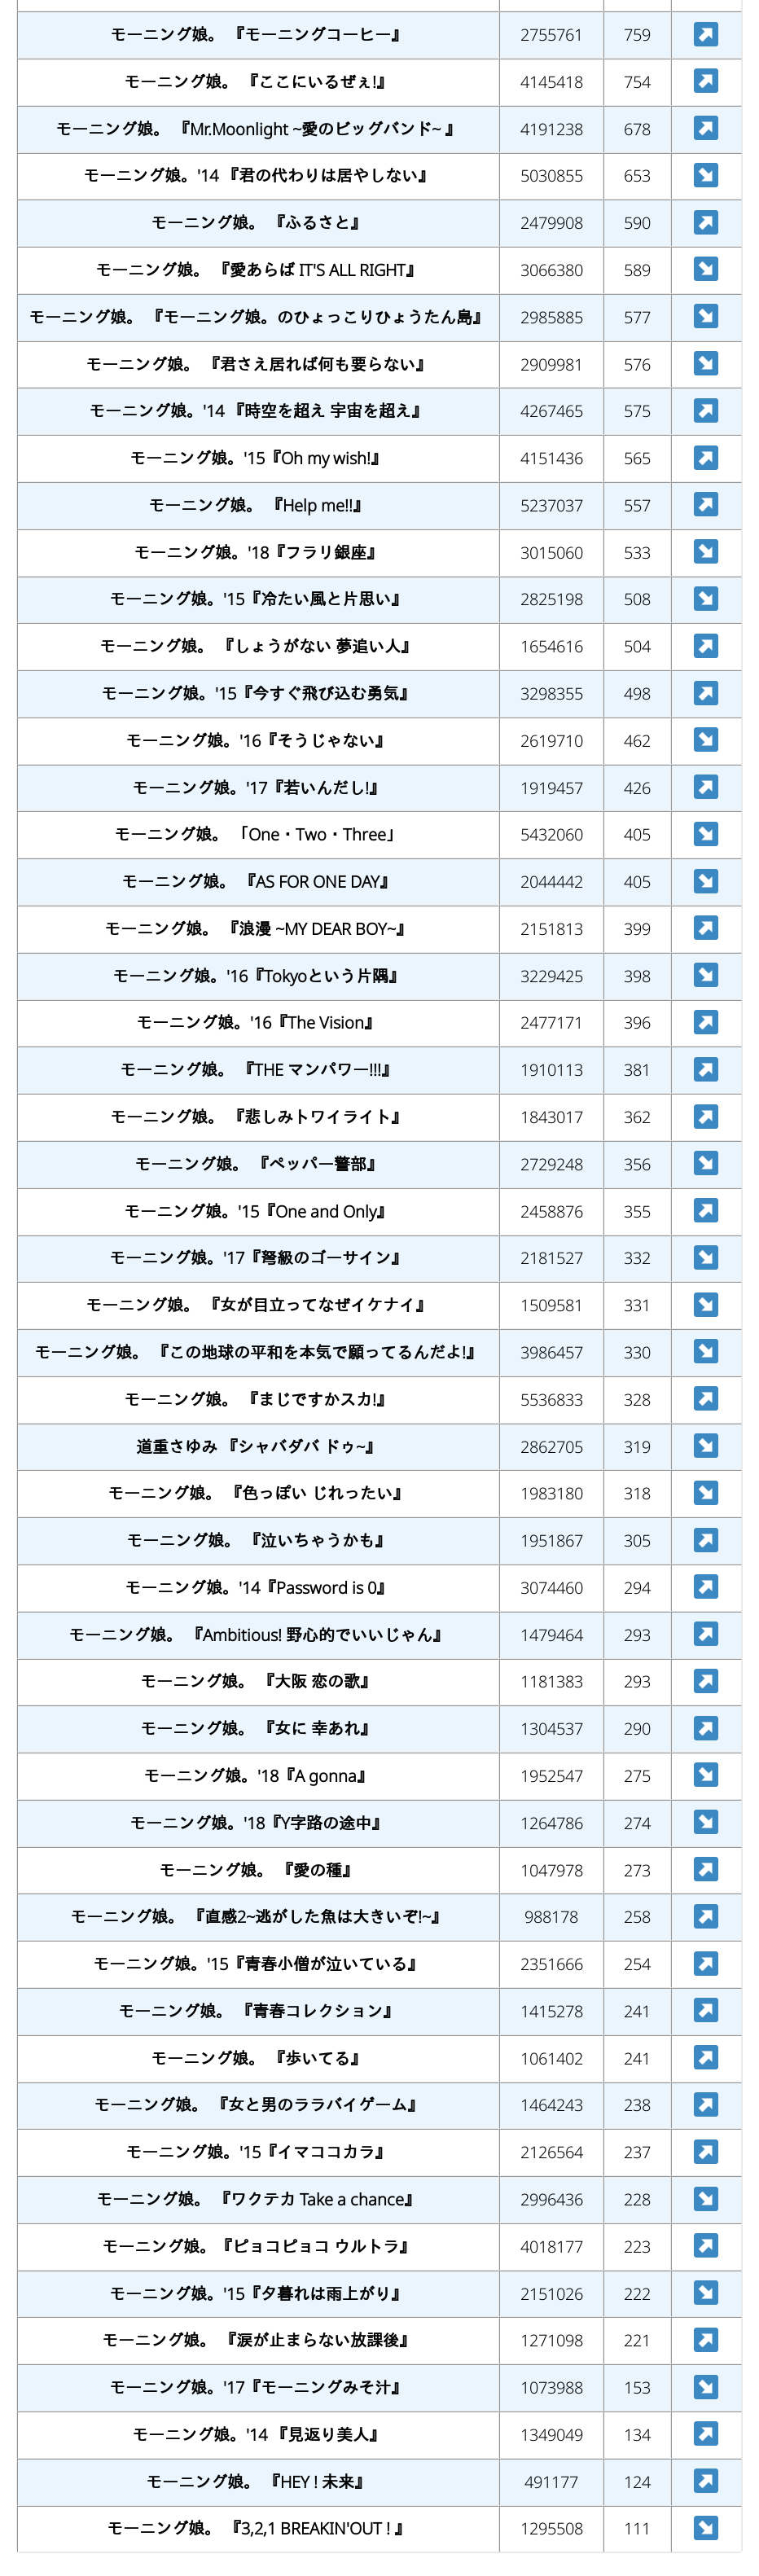 モーニング娘。 『モーニングコーヒー』 2755761 759
モーニング娘。 『ここにいるぜぇ!』 4145418 754
モーニング娘。 『Mr.Moonlight ~愛のビッグバンド~ 』 4191238 678
モーニング娘。'14 『君の代わりは居やしない』 5030855 653
モーニング娘。 『ふるさと』 2479908 590
モーニング娘。 『愛あらば IT'S ALL RIGHT』 3066380 589
モーニング娘。 『モーニング娘。のひょっこりひょうたん島』 2985885 577
モーニング娘。 『君さえ居れば何も要らない』 2909981 576
モーニング娘。'14 『時空を超え 宇宙を超え』 4267465 575
モーニング娘。'15『Oh my wish!』 4151436 565
モーニング娘。 『Help me!!』 5237037 557
モーニング娘。'18『フラリ銀座』 3015060 533
モーニング娘。'15『冷たい風と片思い』 2825198 508
モーニング娘。 『しょうがない 夢追い人』 1654616 504
モーニング娘。'15『今すぐ飛び込む勇気』 3298355 498
モーニング娘。'16『そうじゃない』 2619710 462
モーニング娘。'17『若いんだし!』 1919457 426
モーニング娘。 「One・Two・Three」 5432060 405
モーニング娘。 『AS FOR ONE DAY』 2044442 405
モーニング娘。 『浪漫 ~MY DEAR BOY~』 2151813 399
モーニング娘。'16『Tokyoという片隅』 3229425 398
モーニング娘。'16『The Vision』 2477171 396
モーニング娘。 『THE マンパワー!!!』 1910113 381
モーニング娘。 『悲しみトワイライト』 1843017 362
モーニング娘。 『ペッパー警部』 2729248 356
モーニング娘。'15『One and Only』 2458876 355
モーニング娘。'17『弩級のゴーサイン』 2181527 332
モーニング娘。 『女が目立ってなぜイケナイ』 1509581 331
モーニング娘。 『この地球の平和を本気で願ってるんだよ!』 3986457 330
モーニング娘。 『まじですかスカ!』 5536833 328
道重さゆみ 『シャバダバ ドゥ~』 2862705 319
モーニング娘。 『色っぽい じれったい』 1983180 318
モーニング娘。 『泣いちゃうかも』 1951867 305
モーニング娘。'14『Password is 0』 3074460 294
モーニング娘。 『Ambitious! 野心的でいいじゃん』 1479464 293
モーニング娘。 『大阪 恋の歌』 1181383 293
モーニング娘。 『女に 幸あれ』 1304537 290
モーニング娘。'18『A gonna』 1952547 275
モーニング娘。'18『Y字路の途中』 1264786 274
モーニング娘。 『愛の種』 1047978 273
モーニング娘。 『直感2~逃がした魚は大きいぞ!~』 988178 258
モーニング娘。'15『青春小僧が泣いている』 2351666 254
モーニング娘。 『青春コレクション』 1415278 241
モーニング娘。 『歩いてる』 1061402 241
モーニング娘。 『女と男のララバイゲーム』 1464243 238
モーニング娘。'15『イマココカラ』 2126564 237
モーニング娘。 『ワクテカ Take a chance』 2996436 228
モーニング娘。『ピョコピョコ ウルトラ』 4018177 223
モーニング娘。'15『夕暮れは雨上がり』 2151026 222
モーニング娘。 『涙が止まらない放課後』 1271098 221
モーニング娘。'17『モーニングみそ汁』 1073988 153
モーニング娘。'14 『見返り美人』 1349049 134
モーニング娘。 『HEY ! 未来』 491177 124
モーニング娘。 『3,2,1 BREAKIN'OUT ! 』 1295508 111